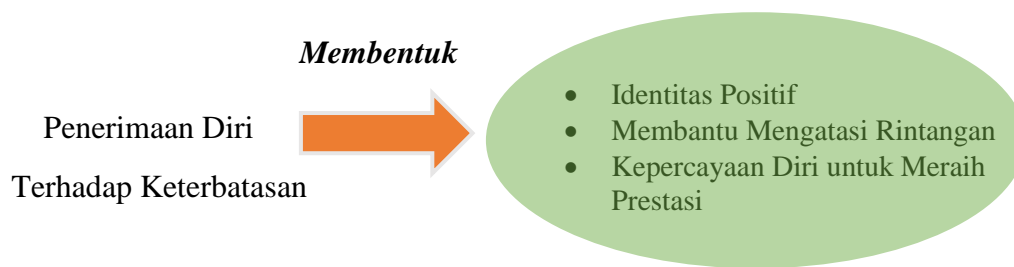 Membentuk
Penerimaan Diri
Terhadap Keterbatasan
• Identitas Positif
• Membantu Mengatasi Rintangan
• Kepercayaan Diri untuk Meraih
Prestasi